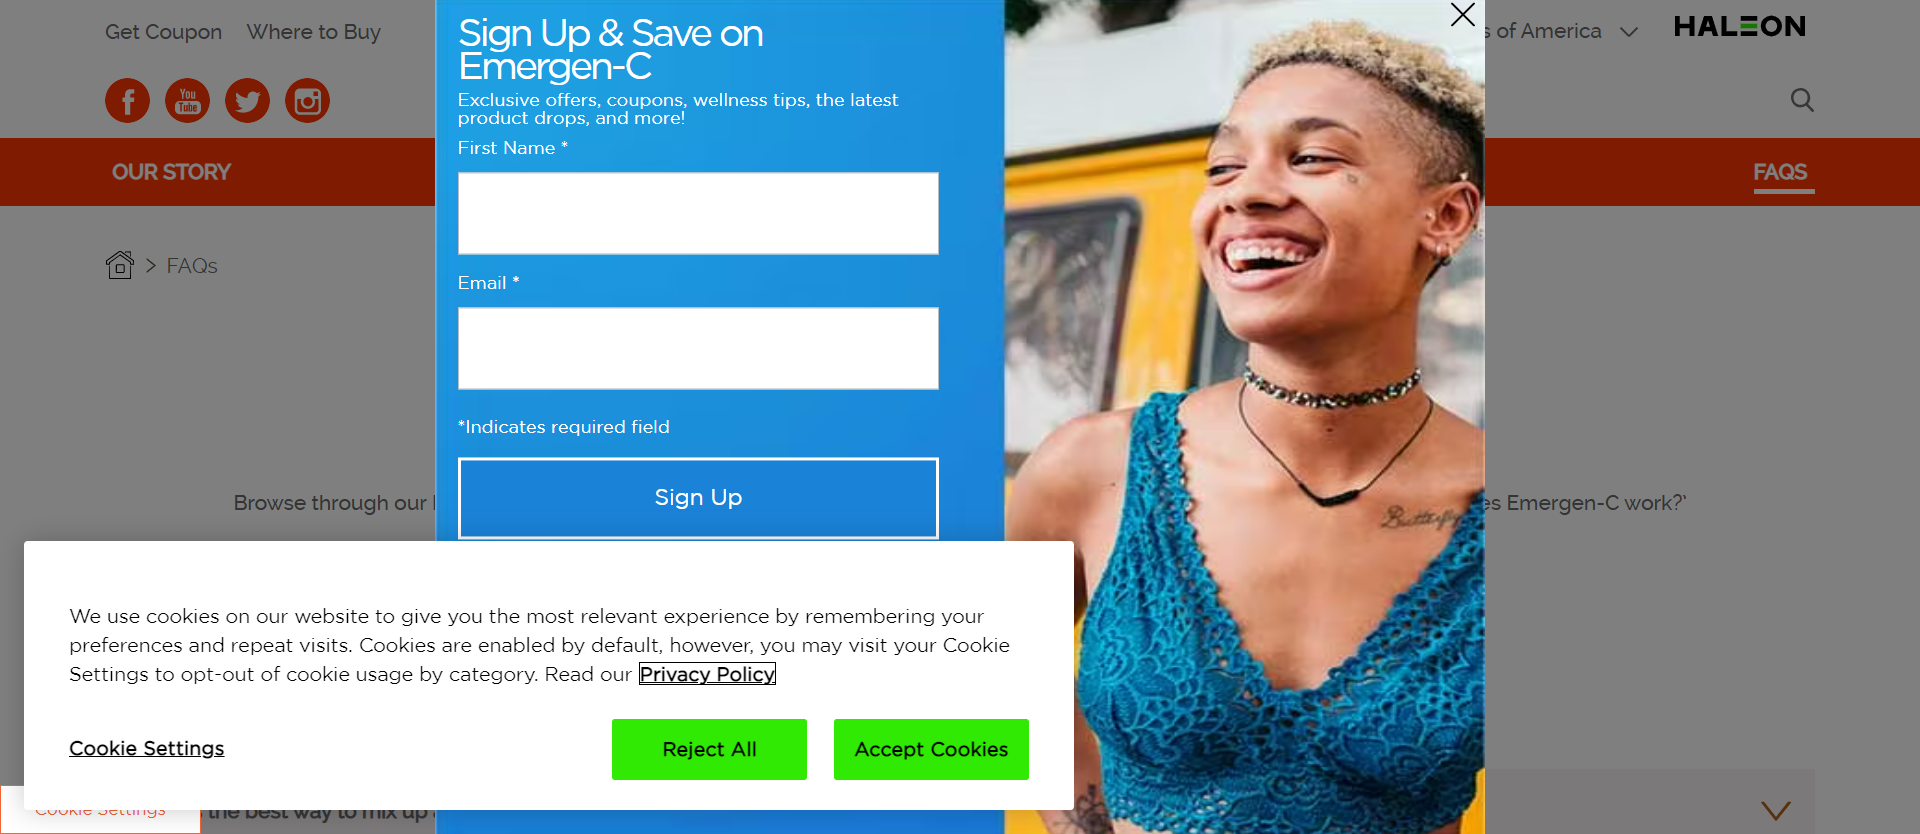 Get Coupon Where to Buy
s of America
HALEON
You
Tube
OUR STORY
FAQS
FAQs
Sign Up & Save on
Emergen-C
Exclusive offers, coupons, wellness tips, the latest
product drops, and more!
First Name *
Email *
*Indicates required field
Sign Up
Butterfly
Browse through our
es Emergen-C work?’
We use cookies on our website to give you the most relevant experience by remembering your
preferences and repeat visits. Cookies are enabled by default, however, you may visit your Cookie
Settings to opt-out of cookie usage by category. Read our Privacy Policy
Cookie Settings
Reject All
Accept Cookies
Cookie Settings
the best way to mix up